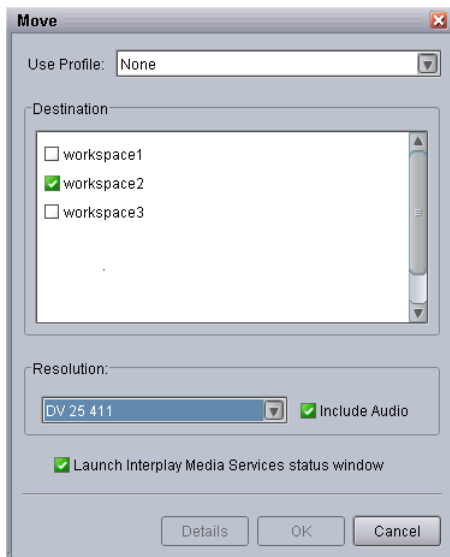 Move
Use Profile: None
Destination
workspace1
workspace2
workspace3
Resolution:
DV 25 411 Include Audio
Launch Interplay Media Services status window
Details OK Cancel